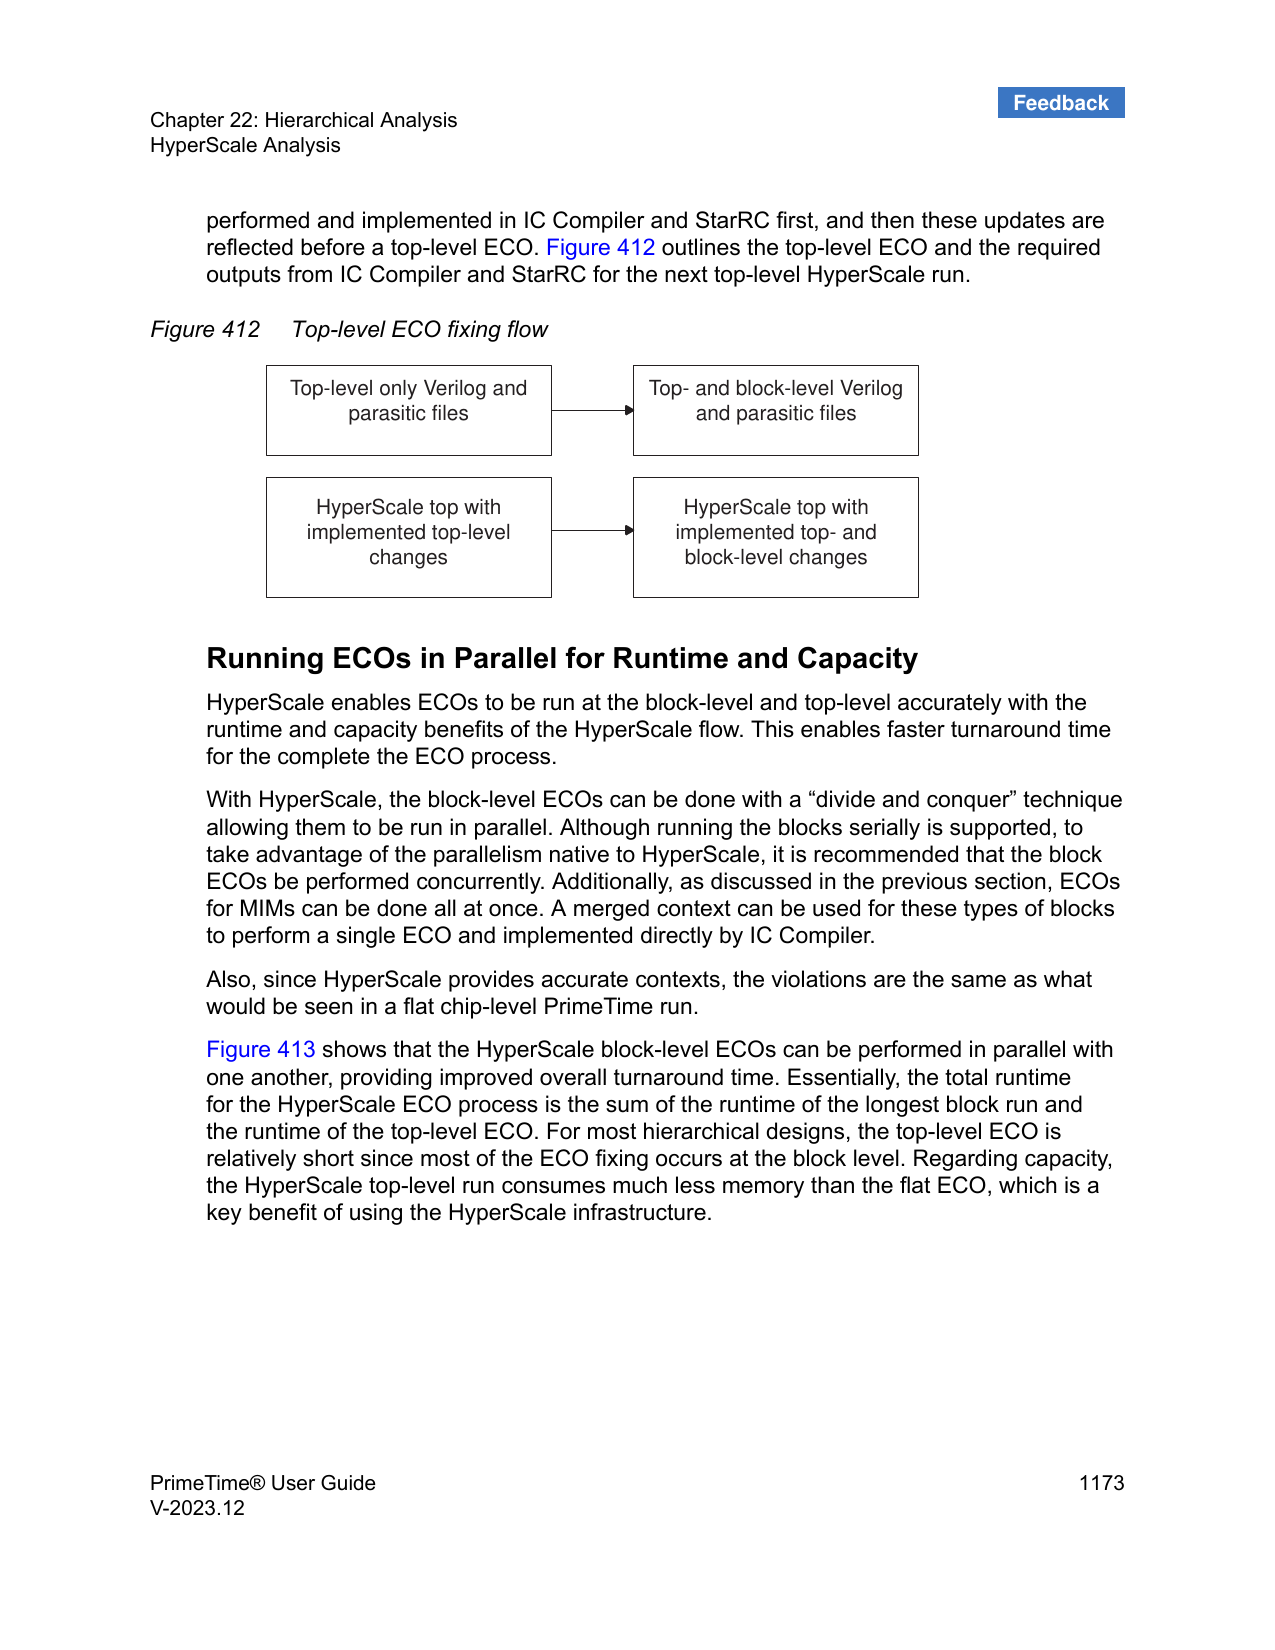 Feedback
Chapter 22: Hierarchical Analysis
HyperScale Analysis
performed and implemented in IC Compiler and StarRC first, and then these updates are
reflected before a top-level ECO. Figure 412 outlines the top-level ECO and the required
outputs from IC Compiler and StarRC for the next top-level HyperScale run.
Figure 412 Top-level ECO fixing flow
Top-level only Verilog and
parasitic files
Top- and block-level Verilog
and parasitic files
HyperScale top with
implemented top-level
changes
HyperScale top with
implemented top- and
block-level changes
Running ECOs in Parallel for Runtime and Capacity
HyperScale enables ECOs to be run at the block-level and top-level accurately with the
runtime and capacity benefits of the HyperScale flow. This enables faster turnaround time
for the complete the ECO process.
With HyperScale, the block-level ECOs can be done with a “divide and conquer” technique
allowing them to be run in parallel. Although running the blocks serially is supported, to
take advantage of the parallelism native to HyperScale, it is recommended that the block
ECOs be performed concurrently. Additionally, as discussed in the previous section, ECOs
for MIMs can be done all at once. A merged context can be used for these types of blocks
to perform a single ECO and implemented directly by IC Compiler.
Also, since HyperScale provides accurate contexts, the violations are the same as what
would be seen in a flat chip-level PrimeTime run.
Figure 413 shows that the HyperScale block-level ECOs can be performed in parallel with
one another, providing improved overall turnaround time. Essentially, the total runtime
for the HyperScale ECO process is the sum of the runtime of the longest block run and
the runtime of the top-level ECO. For most hierarchical designs, the top-level ECO is
relatively short since most of the ECO fixing occurs at the block level. Regarding capacity,
the HyperScale top-level run consumes much less memory than the flat ECO, which is a
key benefit of using the HyperScale infrastructure.
PrimeTime® User Guide
V-2023.12
1173